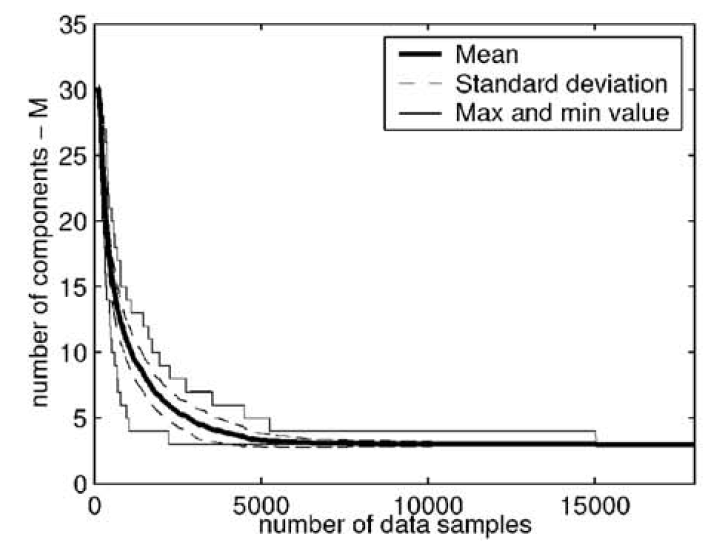 35
30
25
20
15
10
5
0
number of components – M
Mean
Standard deviation
Max and min value
0 5000 10000 15000
number of data samples